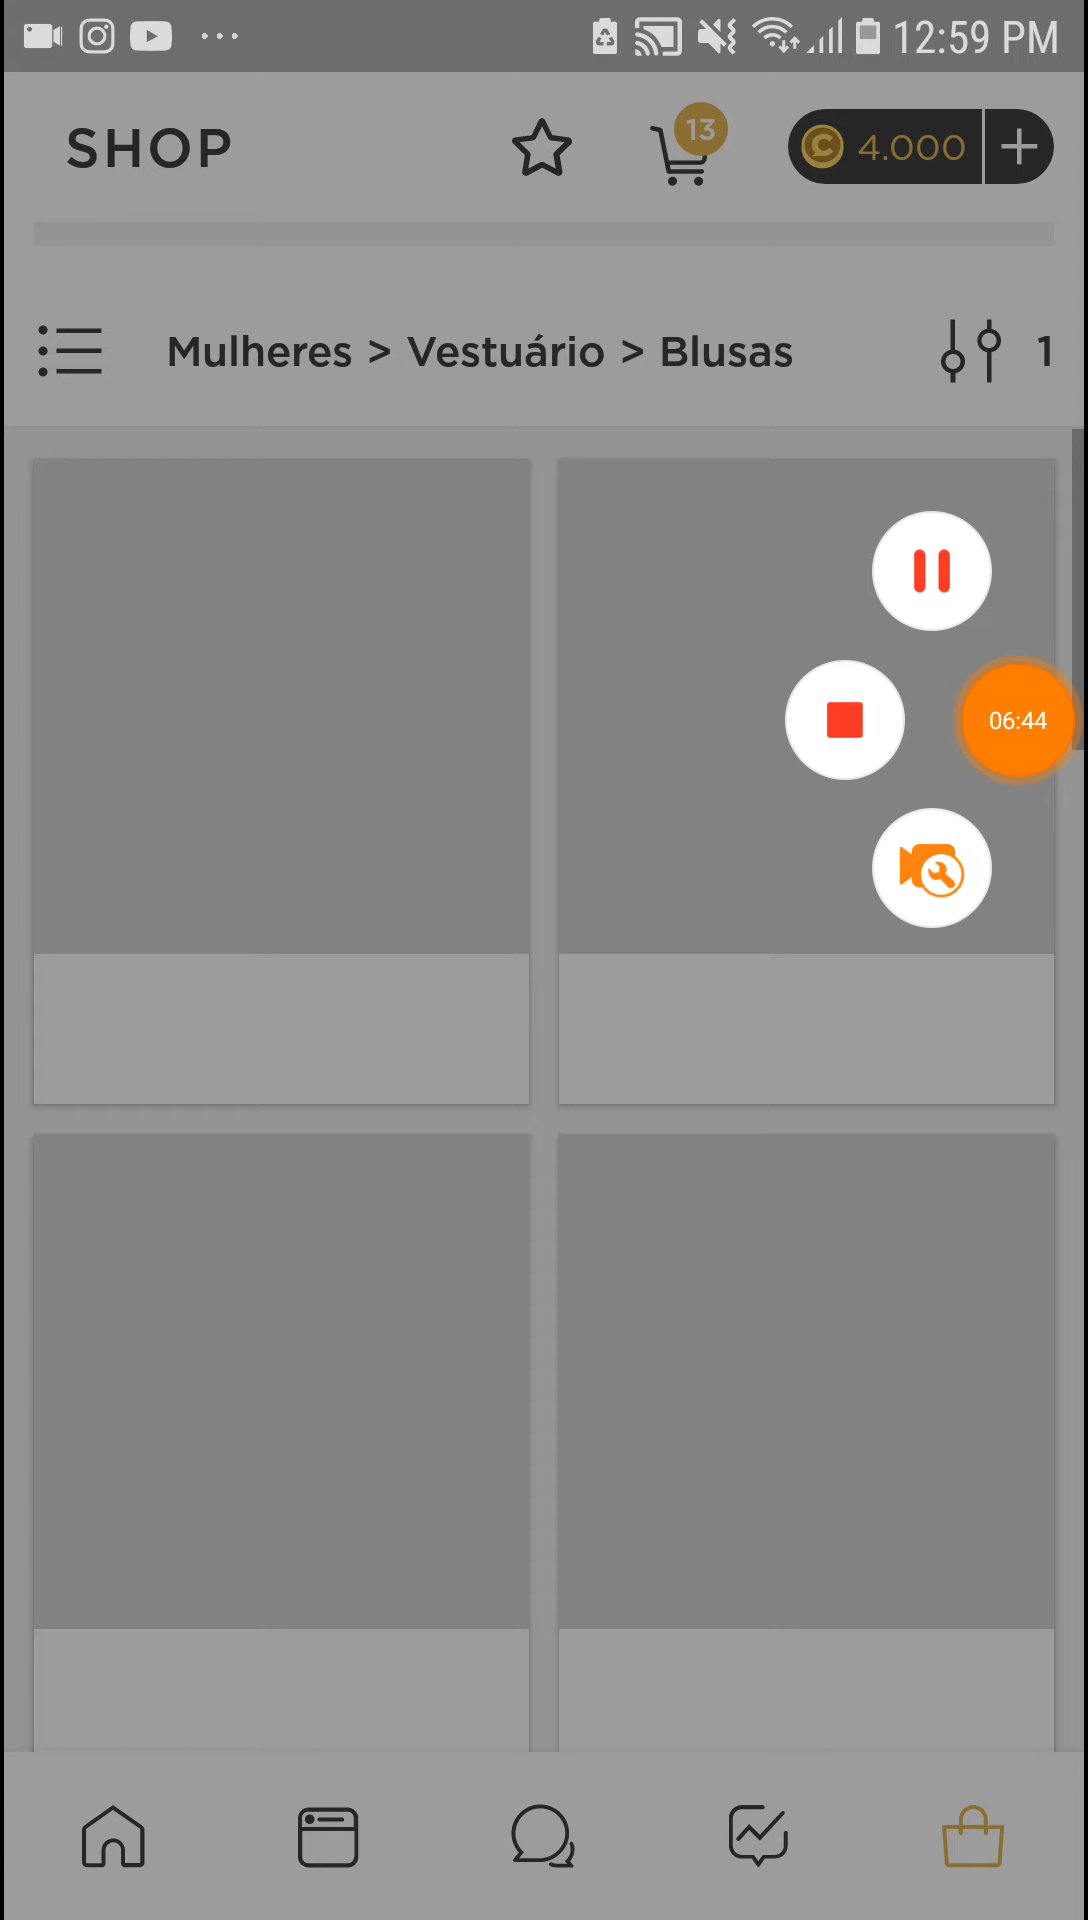 12:59 PM
SHOP
13
4.000
Mulheres > Vestuário > Blusas
1
06:44